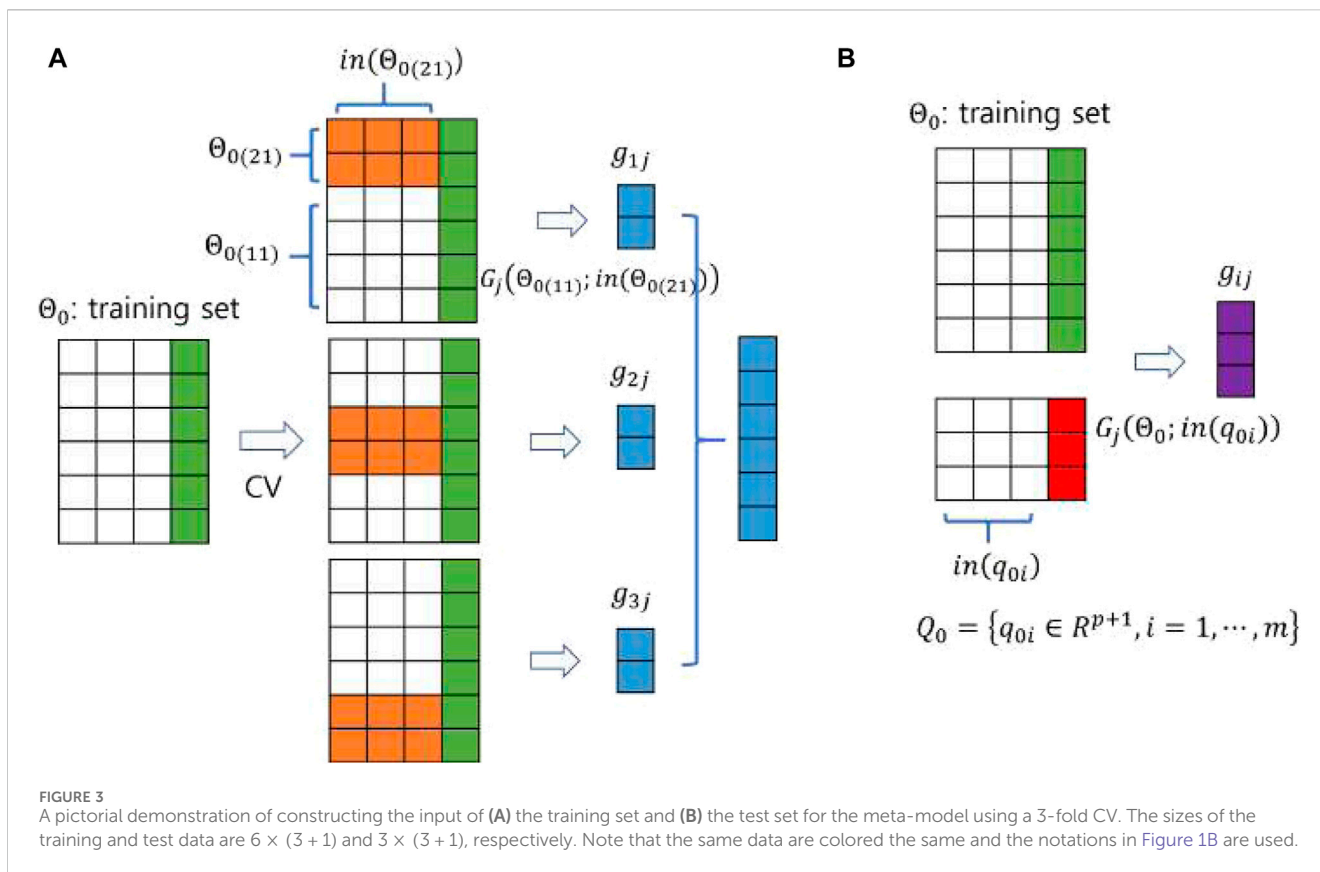 A
in(Θ₀₍₂₁₎)
Θ₀₍₂₁₎
Θ₀₍₁₁₎
g₁ⱼ
Gⱼ(Θ₀₍₁₁₎; in(Θ₀₍₂₁₎))
Θ₀: training set
CV
g₂ⱼ
g₃ⱼ
B
Θ₀: training set
gᵢⱼ
Gⱼ(Θ₀; in(q₀ᵢ))
in(q₀ᵢ)
Q₀ = {q₀ᵢ ∈ Rᵖ⁺¹, i = 1, ⋯, m}
FIGURE 3
A pictorial demonstration of constructing the input of (A) the training set and (B) the test set for the meta-model using a 3-fold CV. The sizes of the
training and test data are 6 × (3 + 1) and 3 × (3 + 1), respectively. Note that the same data are colored the same and the notations in Figure 1B are used.